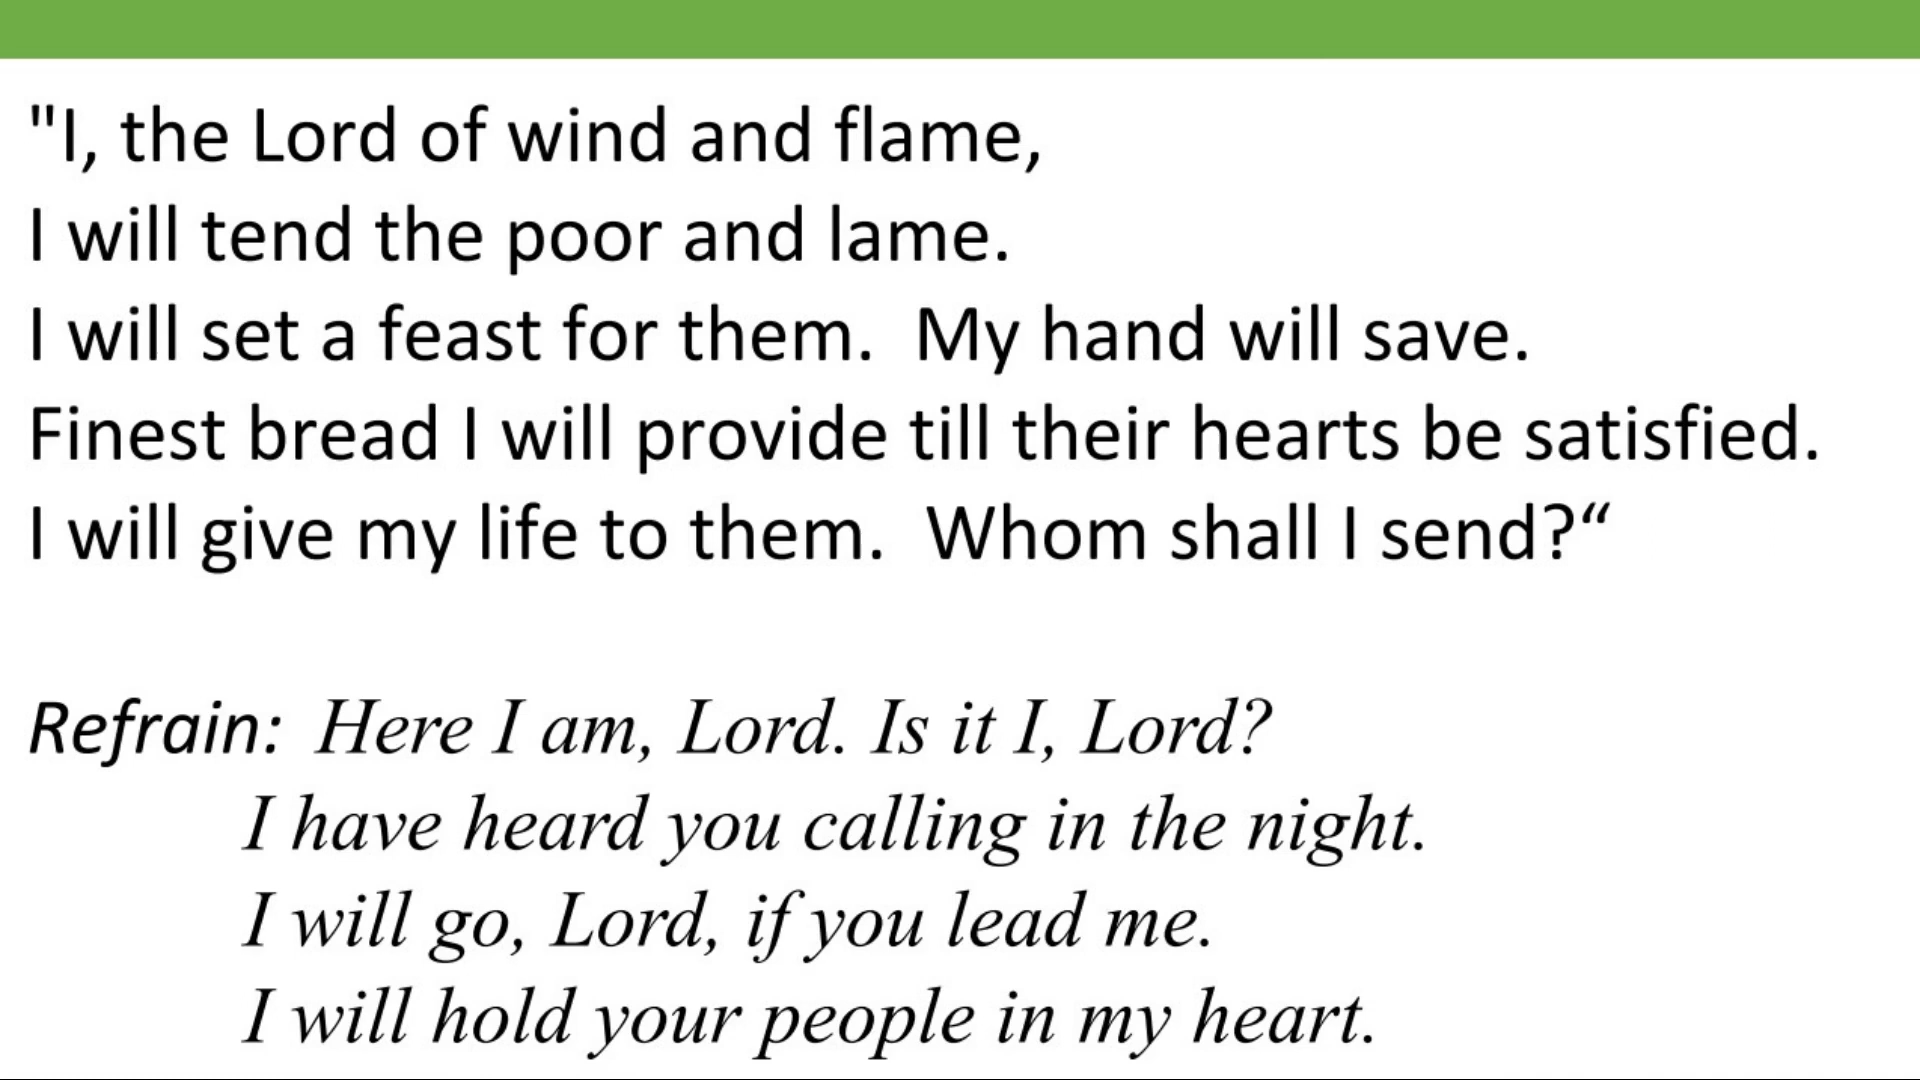 "I, the Lord of wind and flame,
I will tend the poor and lame.
I will set a feast for them.  My hand will save.
Finest bread I will provide till their hearts be satisfied.
I will give my life to them.  Whom shall I send?“
Refrain:  Here I am, Lord. Is it I, Lord?
I have heard you calling in the night.
I will go, Lord, if you lead me.
I will hold your people in my heart.